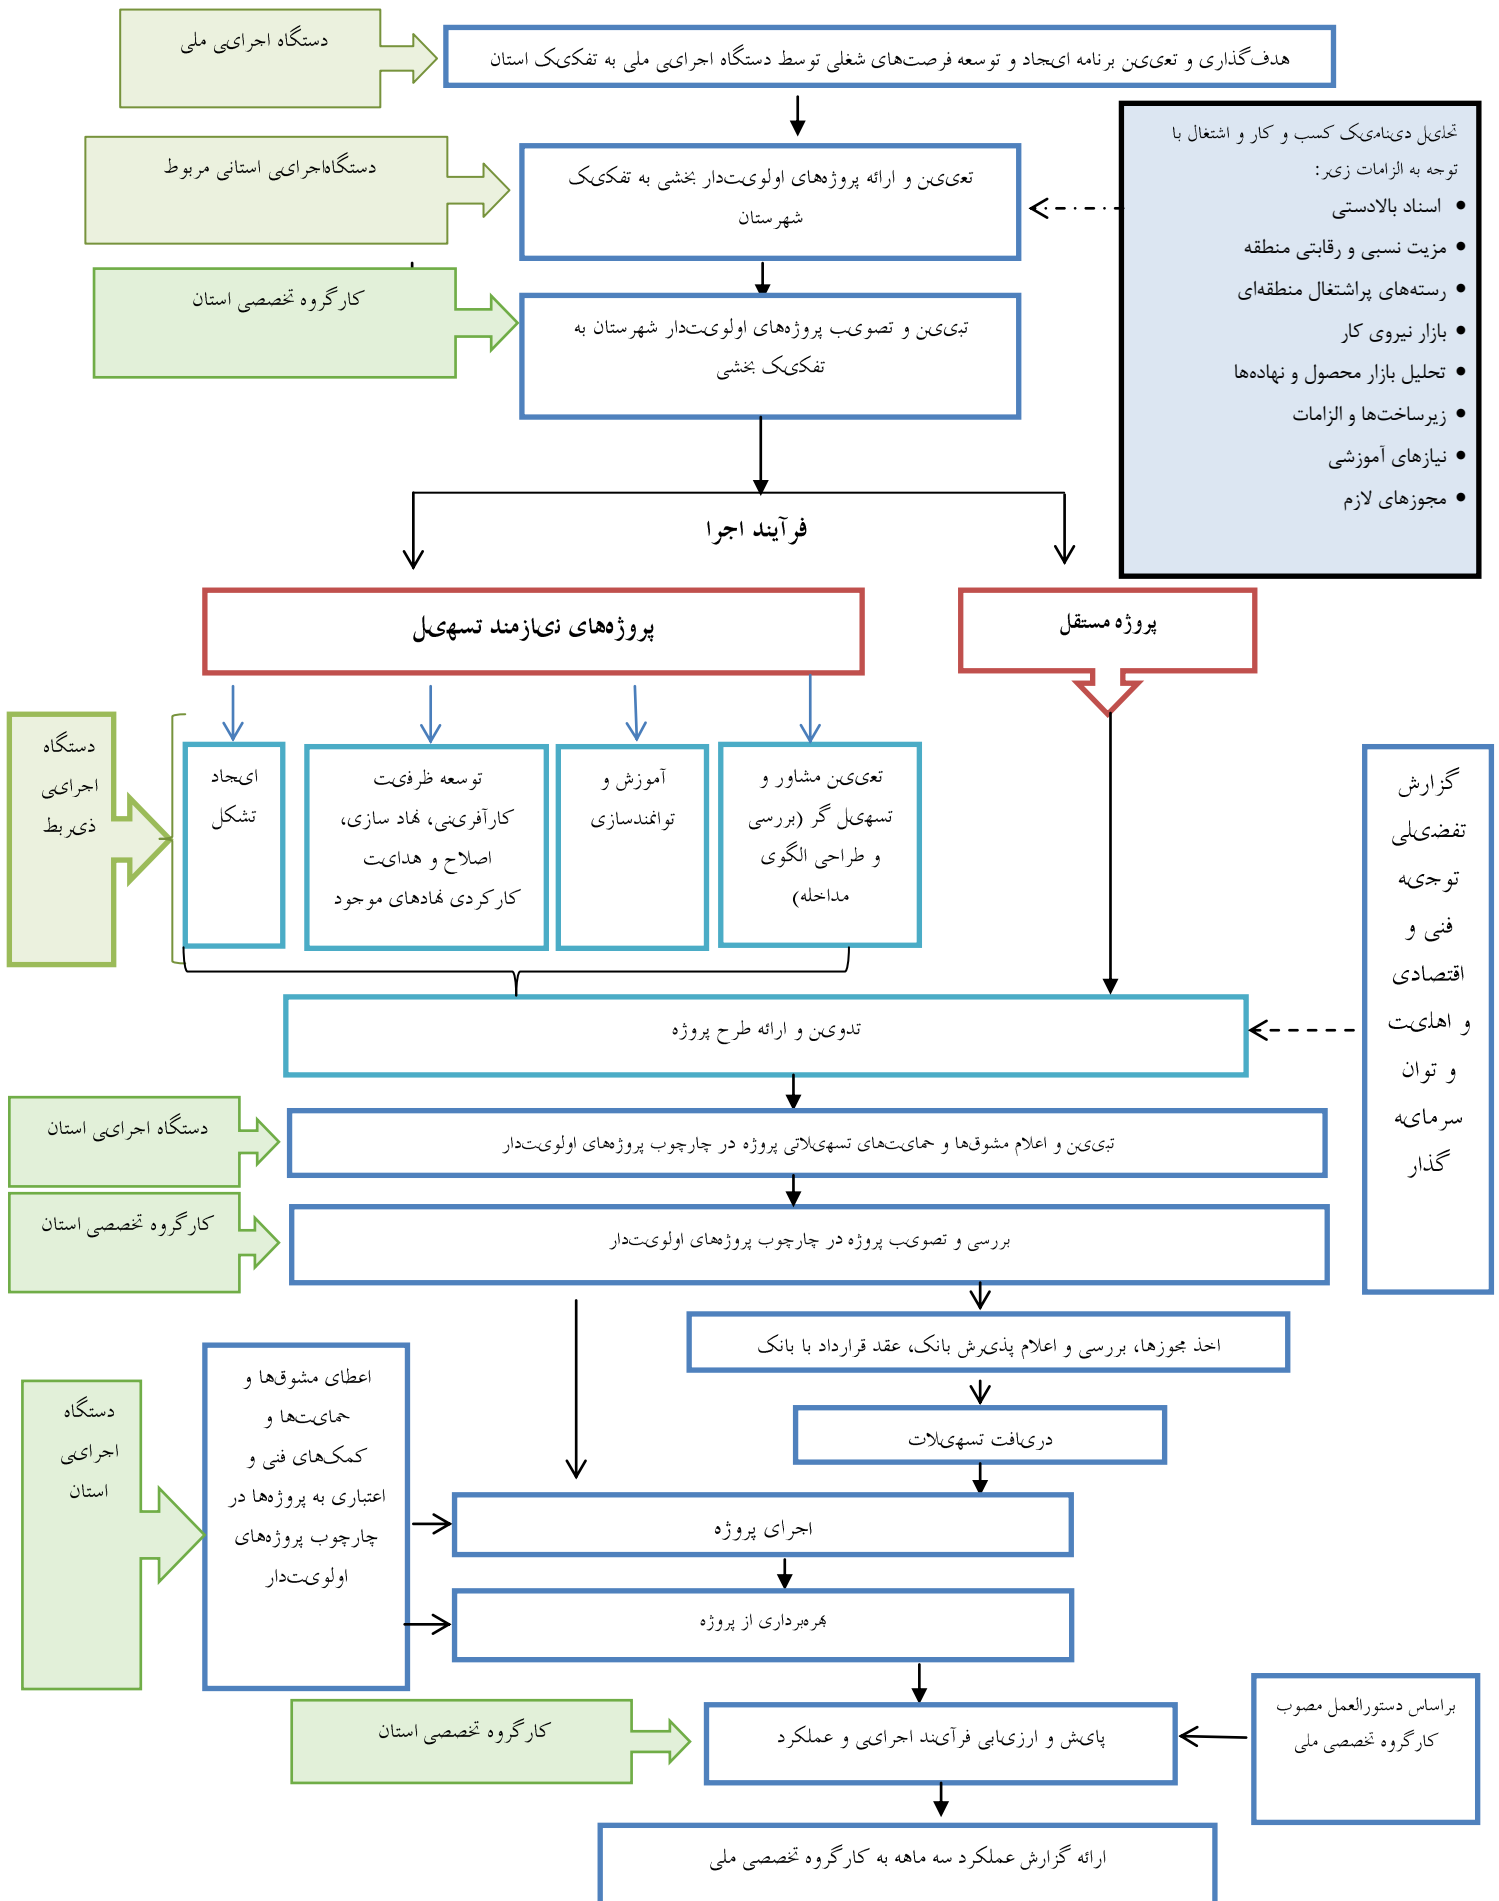 دستگاه اجرایی ملی
هدف‌گذاری و تعیین برنامه ایجاد و توسعه فرصت‌های شغلی توسط دستگاه اجرایی ملی به تفکیک استان
تحلیل دینامیک کسب و کار و اشتغال با
توجه به الزامات زیر:
• اسناد بالادستی
• مزیت نسبی و رقابتی منطقه
• رسته‌های پراشتغال منطقه‌ای
• بازار نیروی کار
• تحلیل بازار محصول و نهاده‌ها
• زیرساخت‌ها و الزامات
• نیازهای آموزشی
• مجوزهای لازم
دستگاه‌اجرایی استانی مربوط
تعیین و ارائه پروژه‌های اولویت‌دار بخشی به تفکیک
شهرستان
کارگروه تخصصی استان
تبیین و تصویب پروژه‌های اولویت‌دار شهرستان به
تفکیک بخشی
فرآیند اجرا
پروژه مستقل
پروژه‌های نیازمند تسهیل
دستگاه
اجرایی
ذیربط
تعیین مشاور و
تسهیل گر (بررسی
و طراحی الگوی
مداخله)
آموزش و
توانمندسازی
توسعه ظرفیت
کارآفرینی، نهاد سازی،
اصلاح و هدایت
کارکردی نهادهای موجود
ایجاد
تشکل
گزارش
تفضیلی
توجیه
فنی و
اقتصادی
و اهلیت
و توان
سرمایه
گذار
تدوین و ارائه طرح پروژه
دستگاه اجرایی استان
تبیین و اعلام مشوق‌ها و حمایت‌های تسهیلاتی پروژه در چارچوب پروژه‌های اولویت‌دار
کارگروه تخصصی استان
بررسی و تصویب پروژه در چارچوب پروژه‌های اولویت‌دار
اخذ مجوزها، بررسی و اعلام پذیرش بانک، عقد قرارداد با بانک
دریافت تسهیلات
دستگاه
اجرایی
استان
اعطای مشوق‌ها و
حمایت‌ها و
کمک‌های فنی و
اعتباری به پروژه‌ها در
چارچوب پروژه‌های
اولویت‌دار
اجرای پروژه
بهره‌برداری از پروژه
کارگروه تخصصی استان
پایش و ارزیابی فرآیند اجرایی و عملکرد
براساس دستورالعمل مصوب
کارگروه تخصصی ملی
ارائه گزارش عملکرد سه ماهه به کارگروه تخصصی ملی